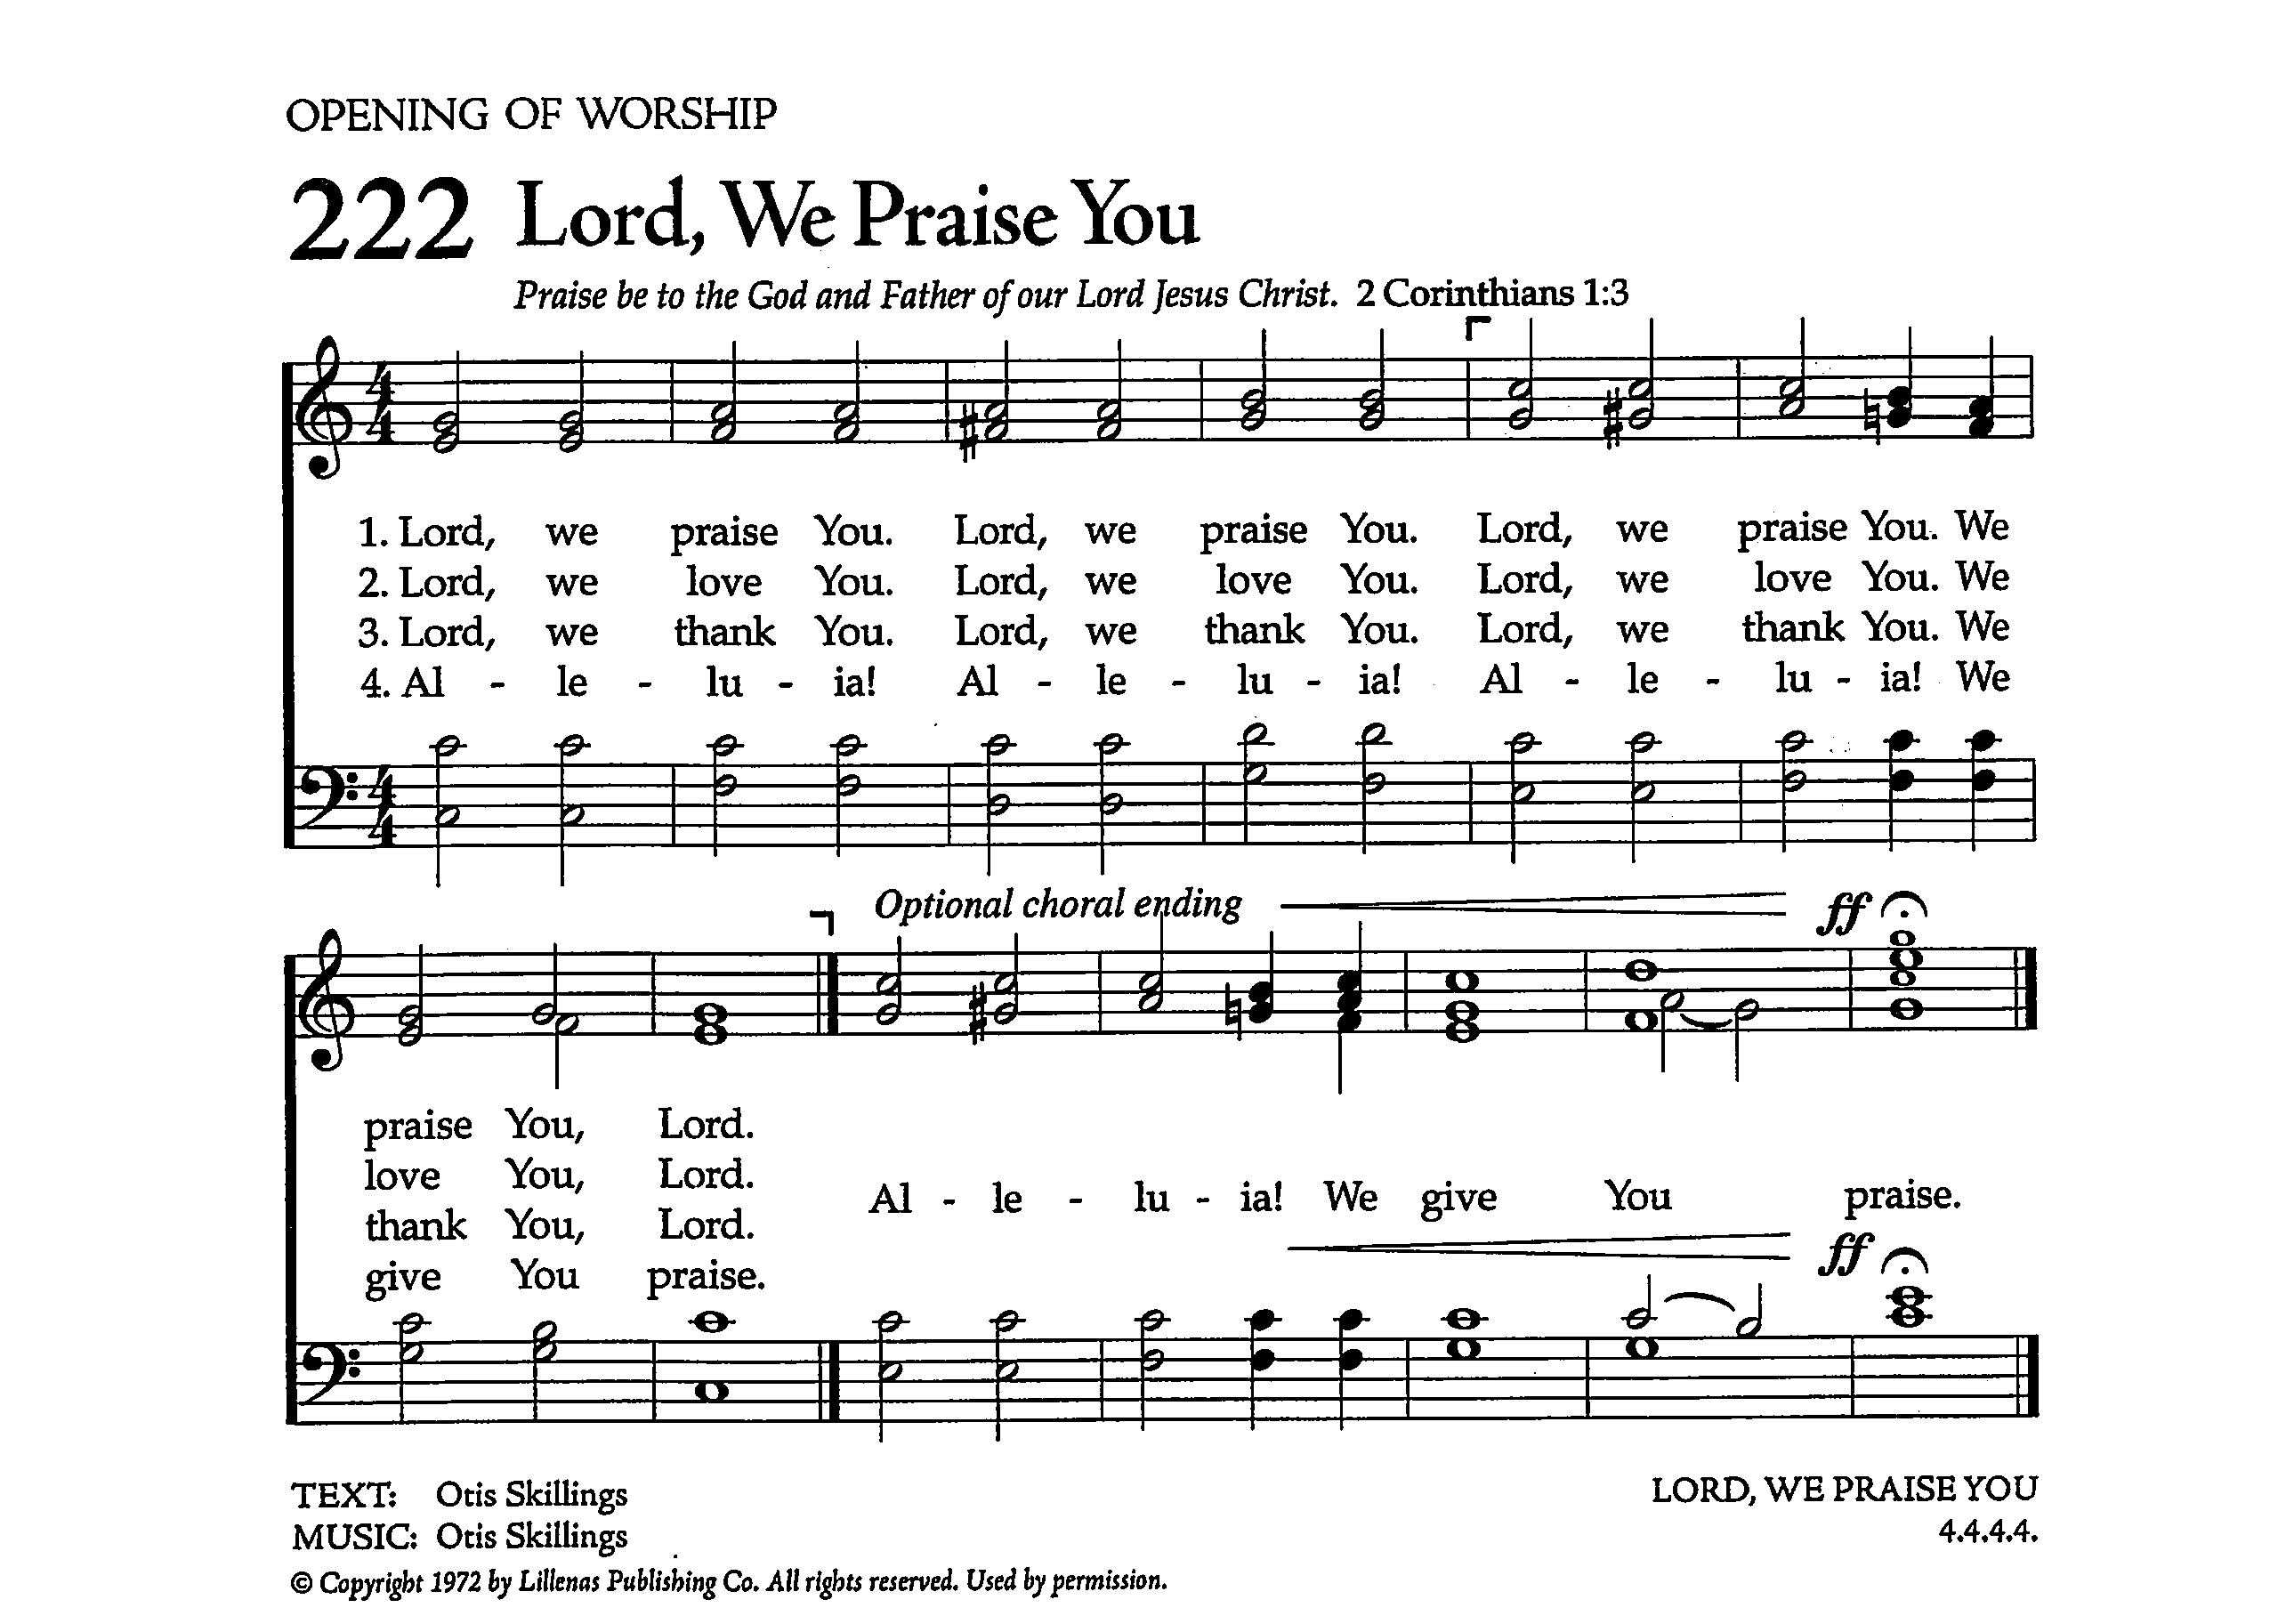 OPENING OF WORSHIP
222 Lord, We Praise You
Praise be to the God and Father of our Lord Jesus Christ. 2 Corinthians 1:3
1. Lord, we praise You. Lord, we praise You. Lord, we praise You. We
2. Lord, we love You. Lord, we love You. Lord, we love You. We
3. Lord, we thank You. Lord, we thank You. Lord, we thank You. We
4. Al - le - lu - ia! Al - le - lu - ia! Al - le - lu - ia! We
Optional choral ending
ff
praise You, Lord.
love You, Lord.
thank You, Lord.
give You praise.
Al - le - lu - ia! We give You praise.
ff
TEXT: Otis Skillings
MUSIC: Otis Skillings
© Copyright 1972 by Lillenas Publishing Co. All rights reserved. Used by permission.
LORD, WE PRAISE YOU
4.4.4.4.